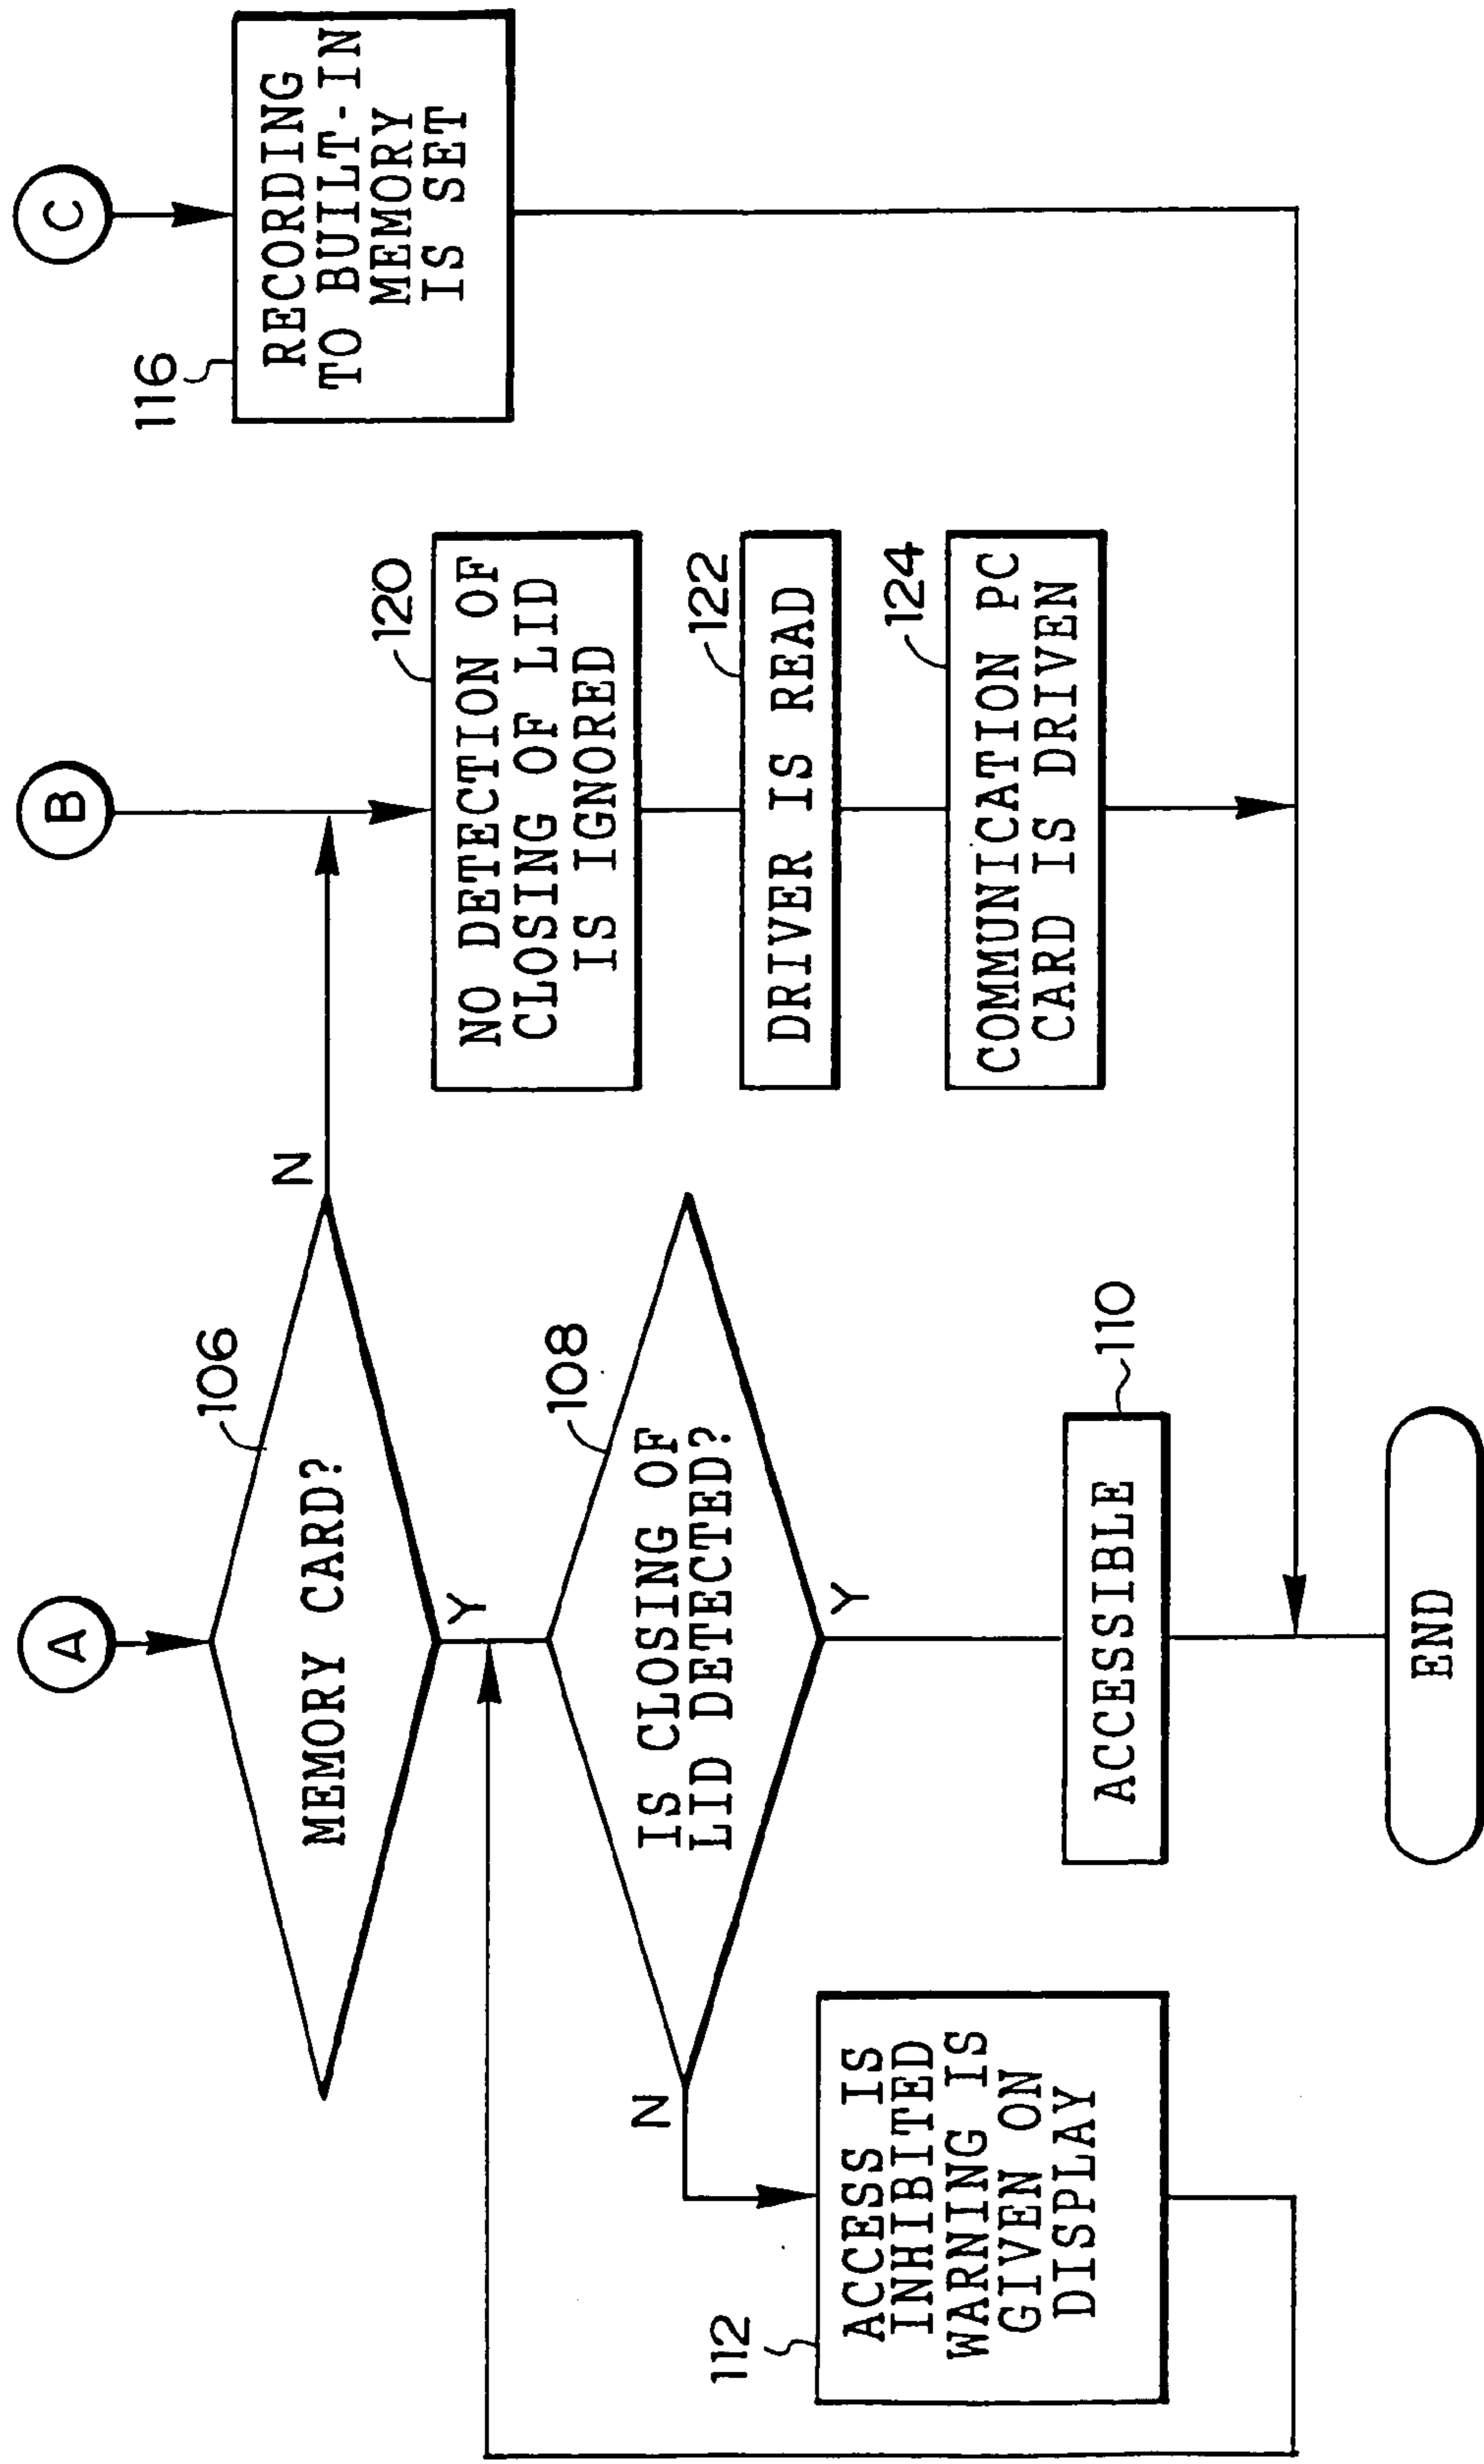 A
B
C
106
MEMORY CARD?
N
Y
116
RECORDING
TO BUILT-IN
MEMORY
IS SET
120
NO DETECTION OF
CLOSING OF LID
IS IGNORED
108
IS CLOSING OF
LID DETECTED?
N
Y
122
DRIVER IS READ
112
ACCESS IS
INHIBITED
WARNING IS
GIVEN ON
DISPLAY
124
COMMUNICATION PC
CARD IS DRIVEN
110
ACCESSIBLE
END